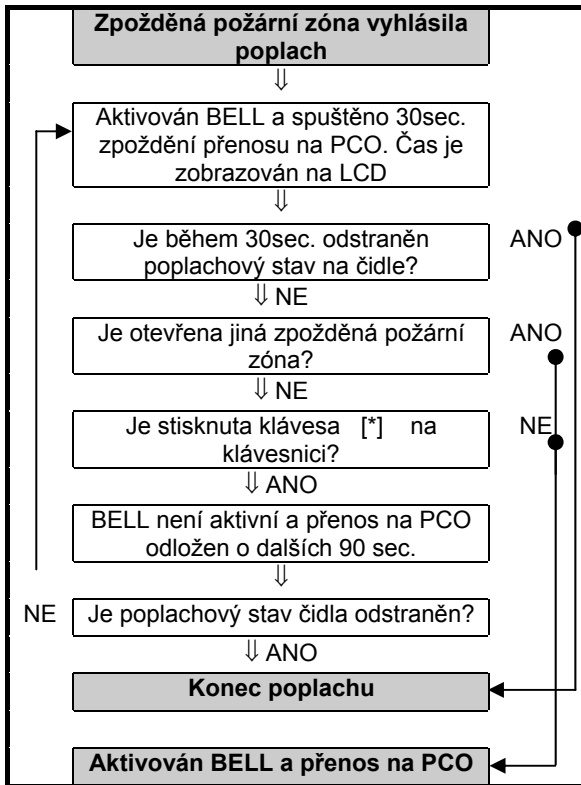 Zpožděná požární zóna vyhlásila
poplach
⇓
Aktivován BELL a spuštěno 30sec.
zpoždění přenosu na PCO. Čas je
zobrazován na LCD
⇓
Je během 30sec. odstraněn
poplachový stav na čidle?
ANO
⇓ NE
Je otevřena jiná zpožděná požární
zóna?
ANO
⇓ NE
Je stisknuta klávesa [*] na
klávesnici?
NE
⇓ ANO
BELL není aktivní a přenos na PCO
odložen o dalších 90 sec.
⇓
NE
Je poplachový stav čidla odstraněn?
⇓ ANO
Konec poplachu
Aktivován BELL a přenos na PCO